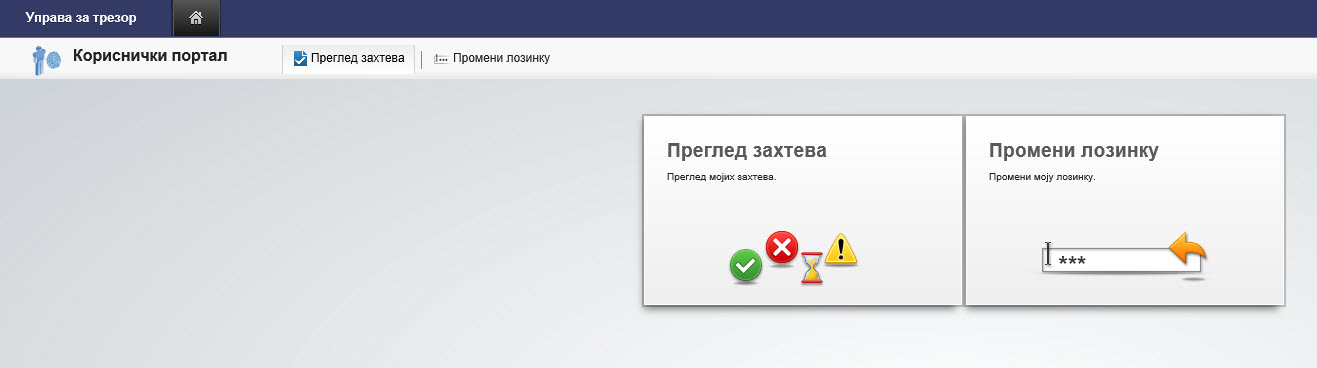 Управа за трезор
Кориснички портал
Преглед захтева
Промени лозинку
Преглед захтева
Преглед мојих захтева.
Промени лозинку
Промени моју лозинку.
***